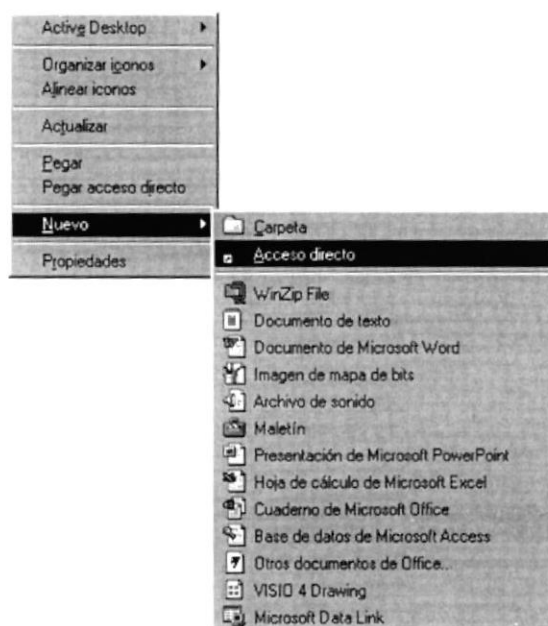 Active Desktop
Organizar iconos
Alinear iconos
Actualizar
Pegar
Pegar acceso directo
Nuevo
Propiedades
Carpeta
Acceso directo
WinZip File
Documento de texto
Documento de Microsoft Word
Imagen de mapa de bits
Archivo de sonido
Maletín
Presentación de Microsoft PowerPoint
Hoja de cálculo de Microsoft Excel
Cuaderno de Microsoft Office
Base de datos de Microsoft Access
Otros documentos de Office...
VISIO 4 Drawing
Microsoft Data Link